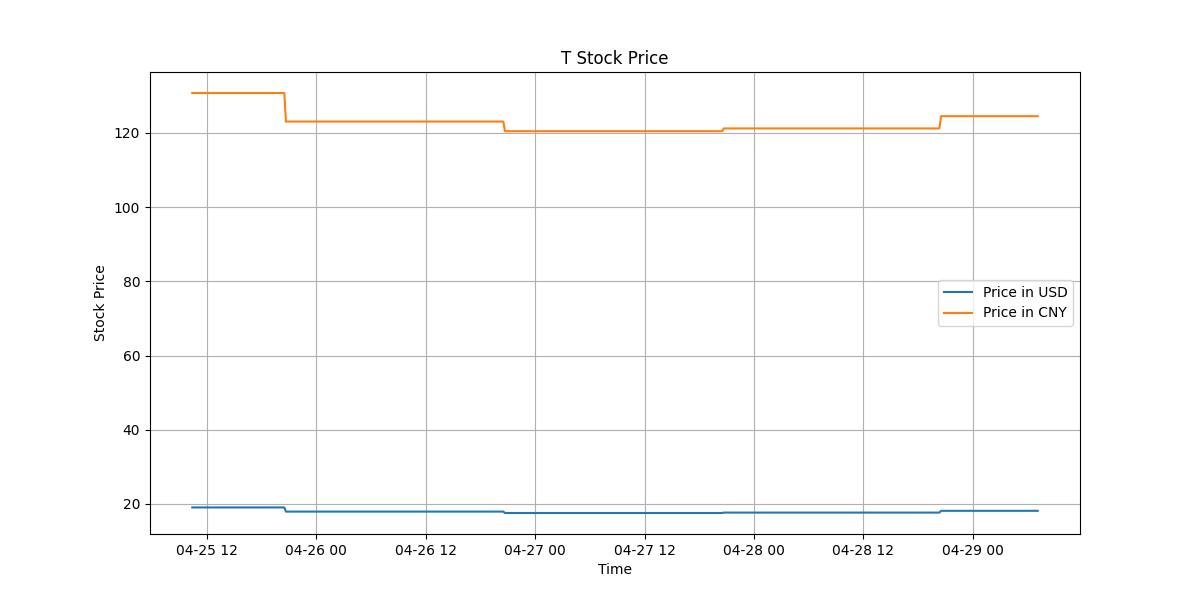 T Stock Price
Stock Price
120
100
80
60
40
20
Price in USD
Price in CNY
04-25 12
04-26 00
04-26 12
04-27 00
04-27 12
04-28 00
04-28 12
04-29 00
Time